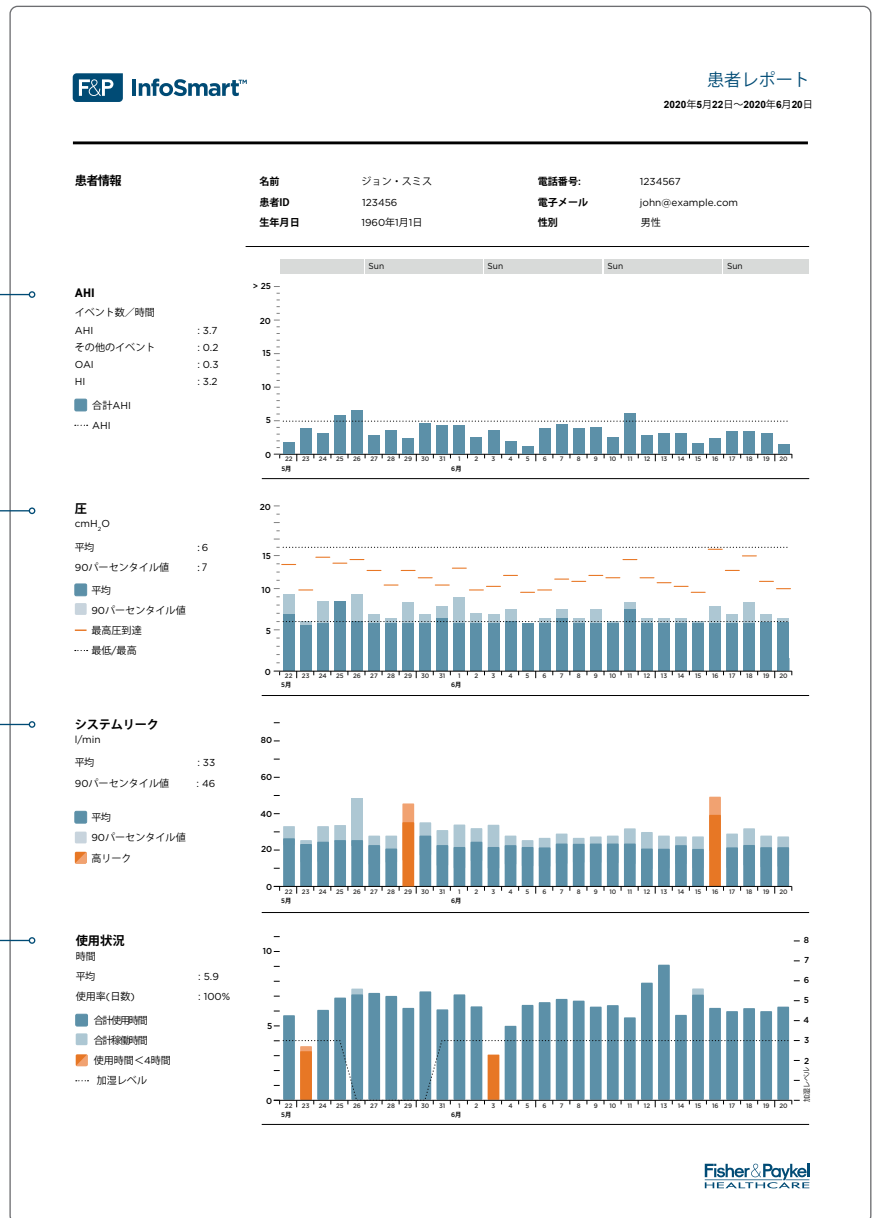 F&P InfoSmart™
患者レポート
2020年5月22日～2020年6月20日
患者情報
名前 ジョン・スミス 電話番号: 1234567
患者ID 123456 電子メール john@example.com
生年月日 1960年1月1日 性別 男性
Sun Sun Sun Sun
AHI
イベント数／時間
AHI : 3.7
その他のイベント : 0.2
OAI : 0.3
HI : 3.2
合計AHI
AHI
> 25
20
15
10
5
0
22 23 24 25 26 27 28 29 30 31 1 2 3 4 5 6 7 8 9 10 11 12 13 14 15 16 17 18 19 20
5月 6月
圧
cmH₂O
平均 :6
90パーセンタイル値 :7
平均
90パーセンタイル値
最高圧到達
最低/最高
20
15
10
5
0
22 23 24 25 26 27 28 29 30 31 1 2 3 4 5 6 7 8 9 10 11 12 13 14 15 16 17 18 19 20
5月 6月
システムリーク
l/min
平均 : 33
90パーセンタイル値 : 46
平均
90パーセンタイル値
高リーク
80
60
40
20
0
22 23 24 25 26 27 28 29 30 31 1 2 3 4 5 6 7 8 9 10 11 12 13 14 15 16 17 18 19 20
5月 6月
使用状況
時間
平均 : 5.9
使用率(日数) : 100%
合計使用時間
合計稼働時間
使用時間＜4時間
加湿レベル
10
5
0
8
7
6
5
4
3
2
加湿レベル
22 23 24 25 26 27 28 29 30 31 1 2 3 4 5 6 7 8 9 10 11 12 13 14 15 16 17 18 19 20
5月 6月
Fisher&Paykel
HEALTHCARE